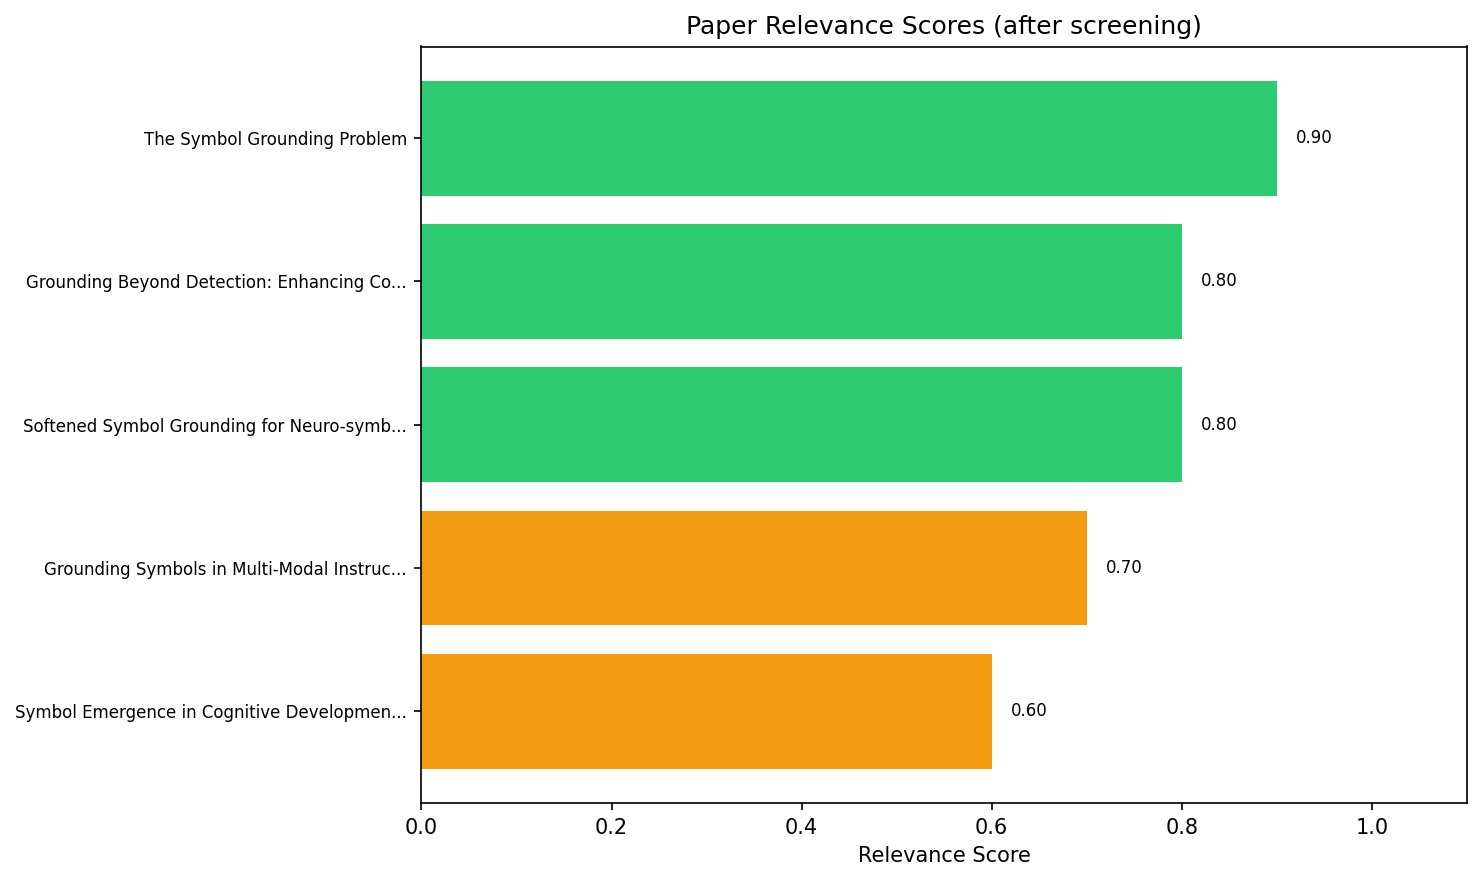 Paper Relevance Scores (after screening)
The Symbol Grounding Problem
0.90
Grounding Beyond Detection: Enhancing Co...
0.80
Softened Symbol Grounding for Neuro-symb...
0.80
Grounding Symbols in Multi-Modal Instruc...
0.70
Symbol Emergence in Cognitive Developmen...
0.60
0.0 0.2 0.4 0.6 0.8 1.0
Relevance Score